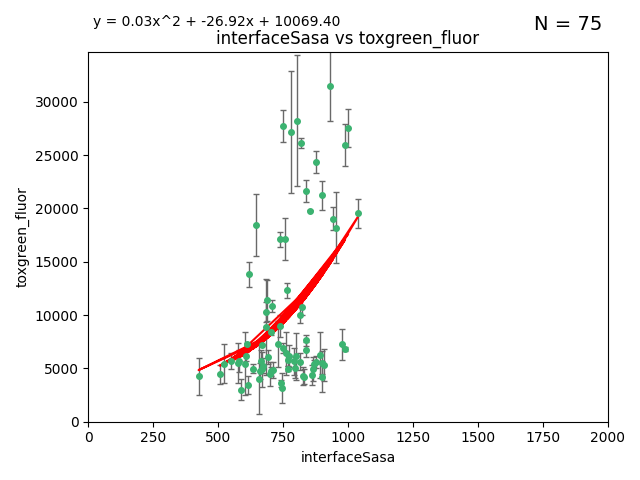 y = 0.03x^2 + -26.92x + 10069.40
N = 75
interfaceSasa vs toxgreen_fluor
30000
25000
20000
15000
10000
5000
0
toxgreen_fluor
0 250 500 750 1000 1250 1500 1750 2000
interfaceSasa